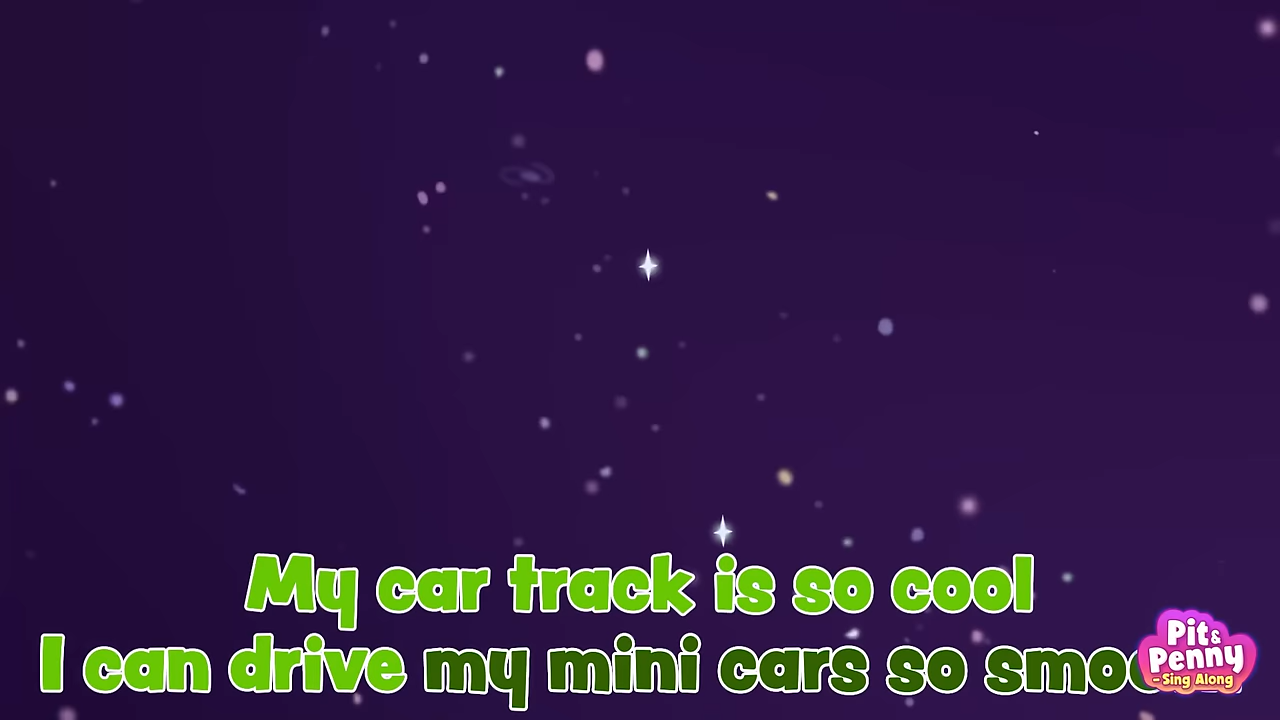 My car track is so cool
I can drive my mini cars so
Pit &
Penny
- Sing Along